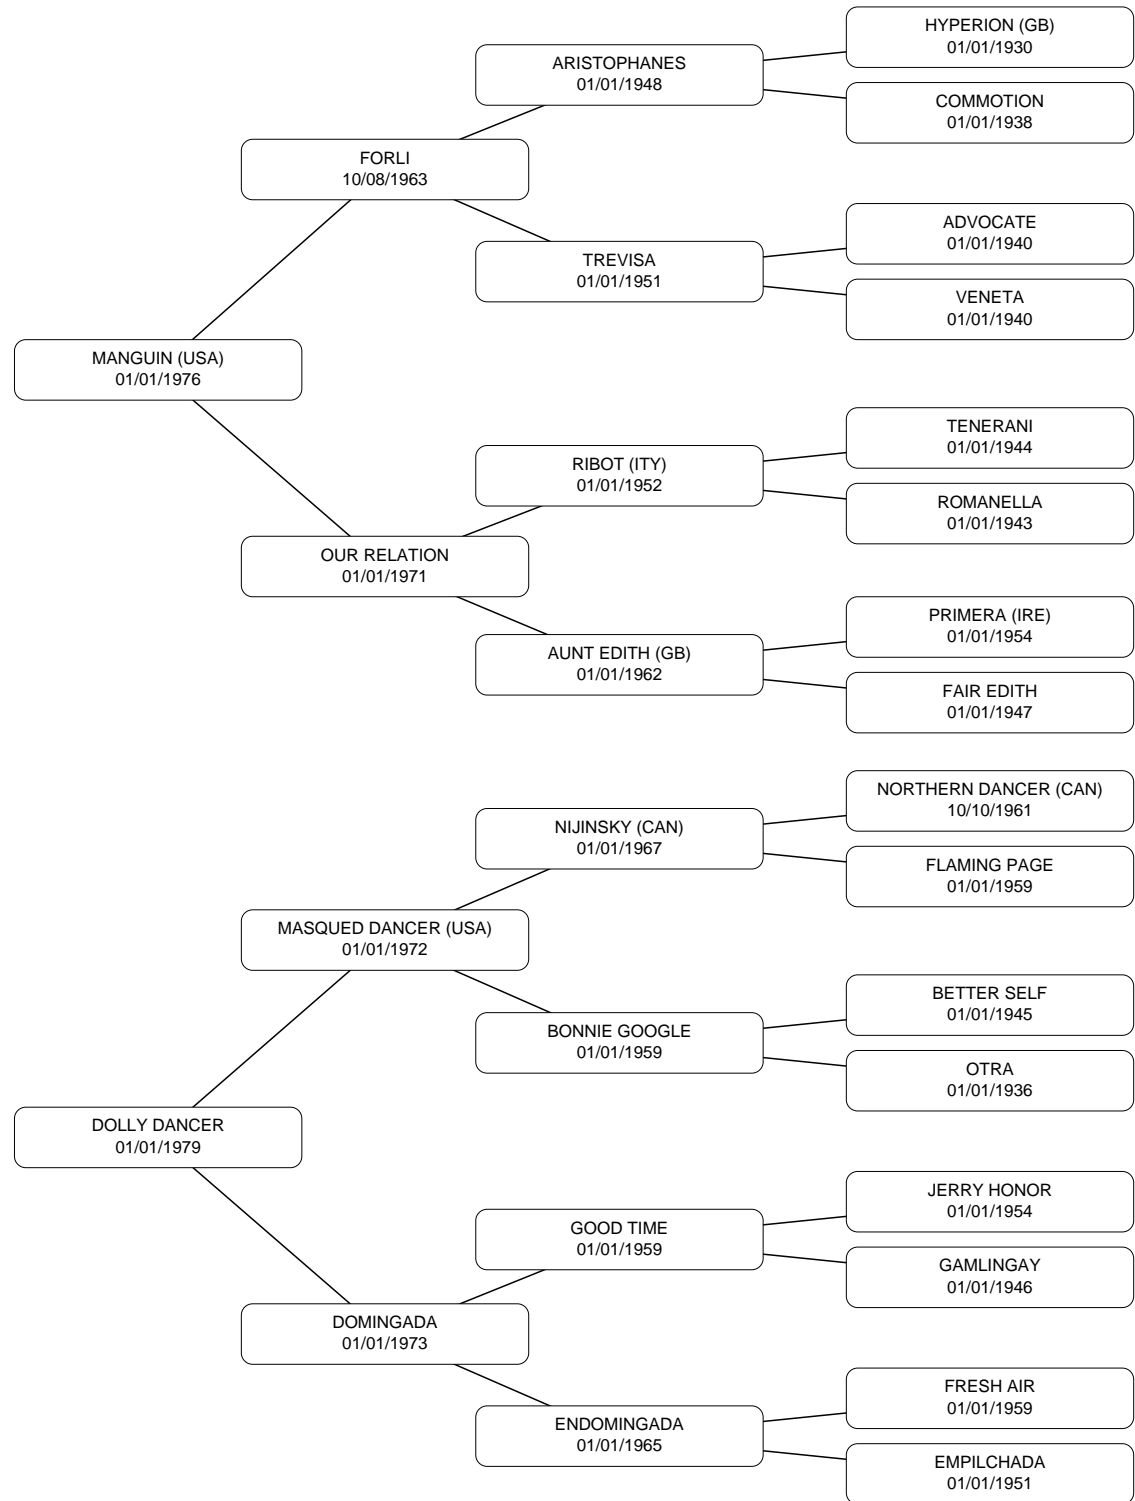 HYPERION (GB)
01/01/1930
ARISTOPHANES
01/01/1948
COMMOTION
01/01/1938
FORLI
10/08/1963
ADVOCATE
01/01/1940
TREVISA
01/01/1951
VENETA
01/01/1940
MANGUIN (USA)
01/01/1976
TENERANI
01/01/1944
RIBOT (ITY)
01/01/1952
ROMANELLA
01/01/1943
OUR RELATION
01/01/1971
PRIMERA (IRE)
01/01/1954
AUNT EDITH (GB)
01/01/1962
FAIR EDITH
01/01/1947
NORTHERN DANCER (CAN)
10/10/1961
NIJINSKY (CAN)
01/01/1967
FLAMING PAGE
01/01/1959
MASQUED DANCER (USA)
01/01/1972
BETTER SELF
01/01/1945
BONNIE GOOGLE
01/01/1959
OTRA
01/01/1936
DOLLY DANCER
01/01/1979
JERRY HONOR
01/01/1954
GOOD TIME
01/01/1959
GAMLINGAY
01/01/1946
DOMINGADA
01/01/1973
FRESH AIR
01/01/1959
ENDOMINGADA
01/01/1965
EMPILCHADA
01/01/1951